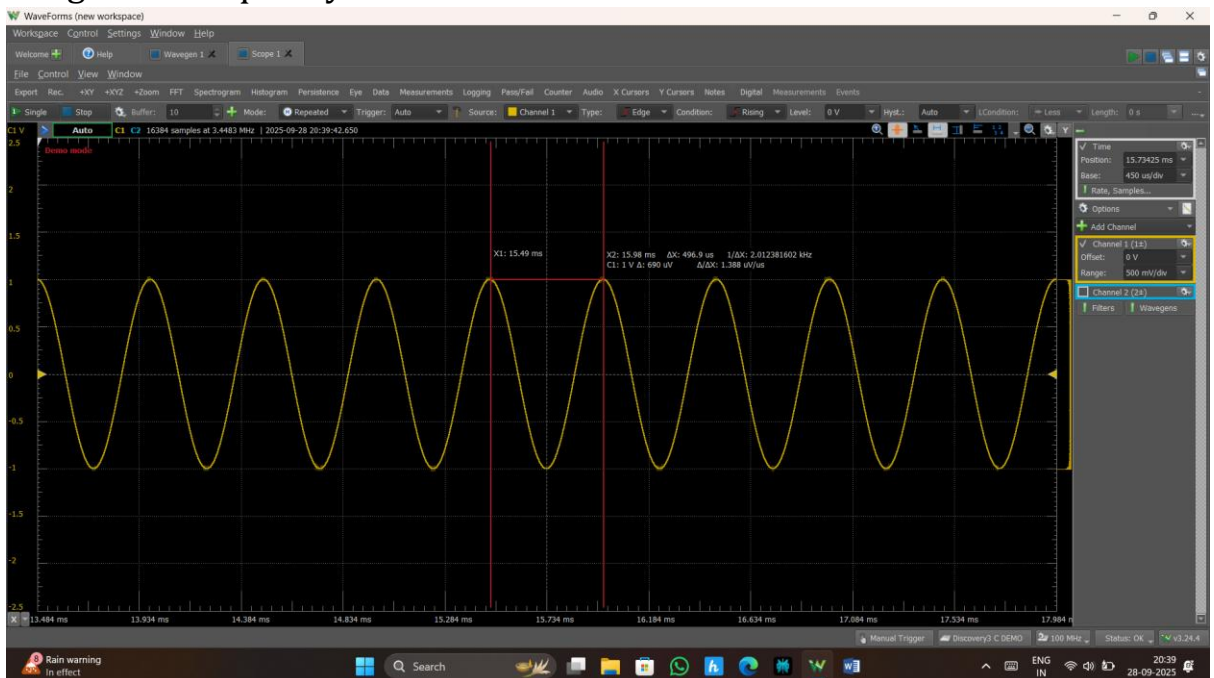 WaveForms (new workspace)
Workspace Control Settings Window Help
Welcome Help Wavegen 1 Scope 1
File Control View Window
Export Rec. +XY +XYZ +Zoom FFT Spectrogram Histogram Persistence Eye Data Measurements Logging Pass/Fail Counter Audio X Cursors Y Cursors Notes Digital Measurements Events
Single Stop Buffer: 10 Mode: Repeated Trigger: Auto Source: Channel 1 Type: Edge Condition: Rising Level: 0 V Hyst.: Auto LCondition: Less Length: 0 s
C1 V Auto C1 C2 16384 samples at 3.4483 MHz | 2025-09-28 20:39:42.650 Y
2.5
Demo mode
2
1.5
1
0.5
0
-0.5
-1
-1.5
-2
-2.5
X1: 15.49 ms
X2: 15.98 ms ΔX: 496.9 us 1/ΔX: 2.012381602 kHz
C1: 1 V Δ: 690 uV Δ/ΔX: 1.388 uV/us
X 13.484 ms 13.934 ms 14.384 ms 14.834 ms 15.284 ms 15.734 ms 16.184 ms 16.634 ms 17.084 ms 17.534 ms 17.984 m
Time
Position: 15.73425 ms
Base: 450 us/div
Rate, Samples...
Options
Add Channel
Channel 1 (1±)
Offset: 0 V
Range: 500 mV/div
Channel 2 (2±)
Filters Wavegens
Manual Trigger Discovery3 C DEMO 100 MHz Status: OK v3.24.4
8 Rain warning
In effect
Search
ENG
IN
20:39
28-09-2025